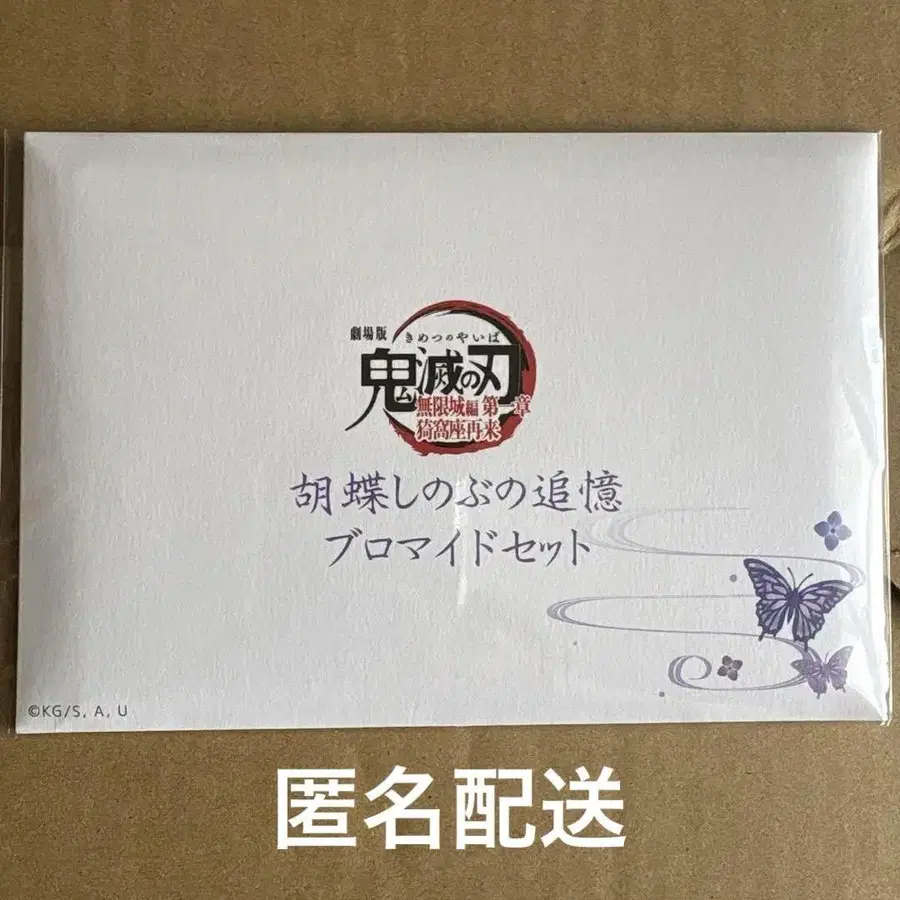 劇場版 きめつのやいば
鬼滅の刃
無限城編 第一章
猗窩座再来
胡蝶しのぶの追憶
ブロマイドセット
©KG/S, A, U
匿名配送